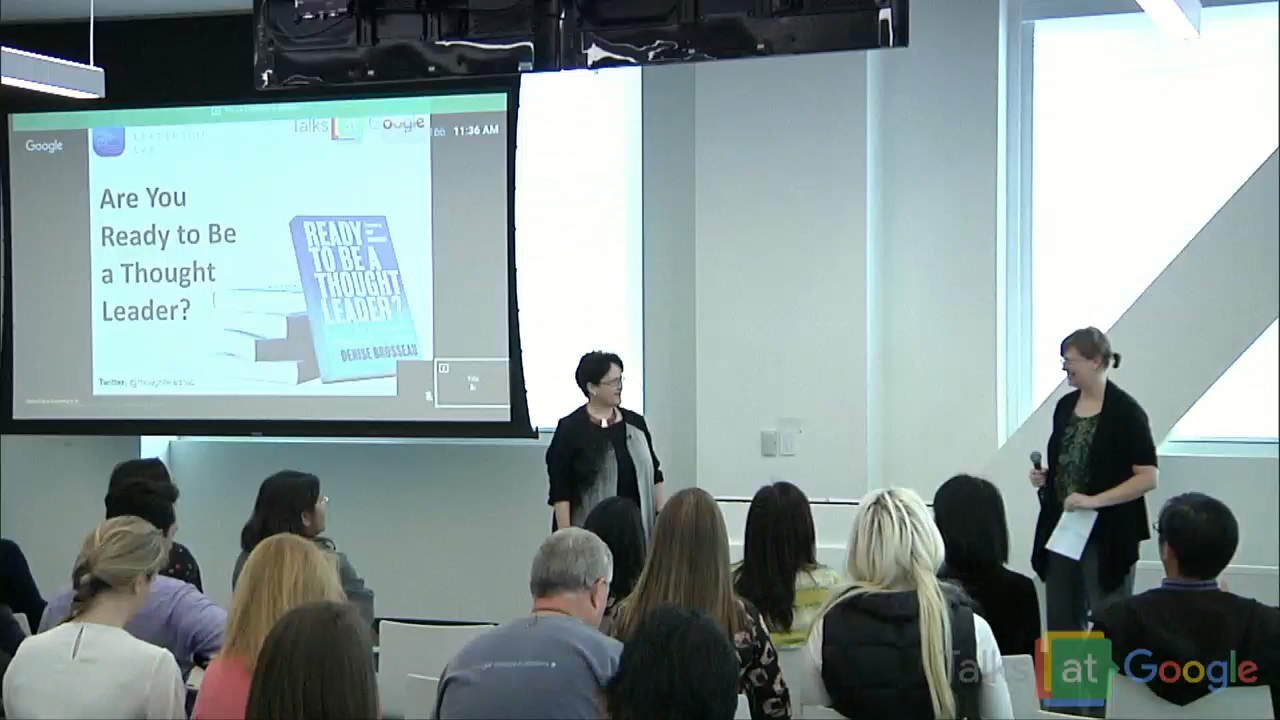 Google
Talks at Google
11:36 AM
Are You
Ready to Be
a Thought
Leader?
READY
TO BE A
THOUGHT
LEADER?
DENISE BROSSEAU
Twitter:
Talks at Google